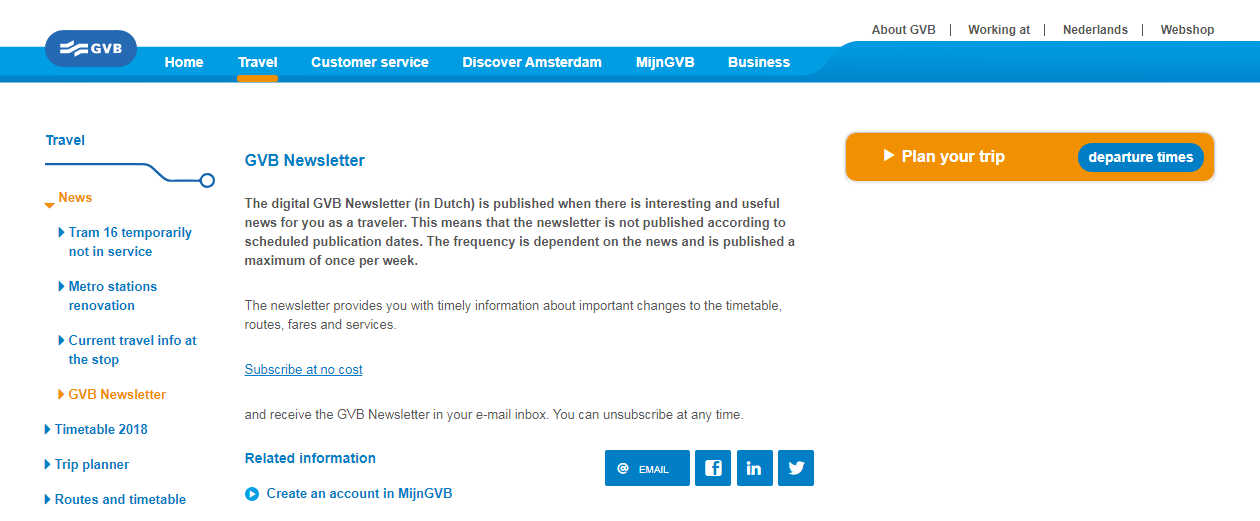 About GVB
Working at
Nederlands
Webshop
GVB
Home
Travel
Customer service
Discover Amsterdam
MijnGVB
Business
Travel
News
Tram 16 temporarily
not in service
Metro stations
renovation
Current travel info at
the stop
GVB Newsletter
Timetable 2018
Trip planner
Routes and timetable
GVB Newsletter
The digital GVB Newsletter (in Dutch) is published when there is interesting and useful
news for you as a traveler. This means that the newsletter is not published according to
scheduled publication dates. The frequency is dependent on the news and is published a
maximum of once per week.
The newsletter provides you with timely information about important changes to the timetable,
routes, fares and services.
Subscribe at no cost
and receive the GVB Newsletter in your e-mail inbox. You can unsubscribe at any time.
Related information
Create an account in MijnGVB
@ EMAIL
Plan your trip
departure times